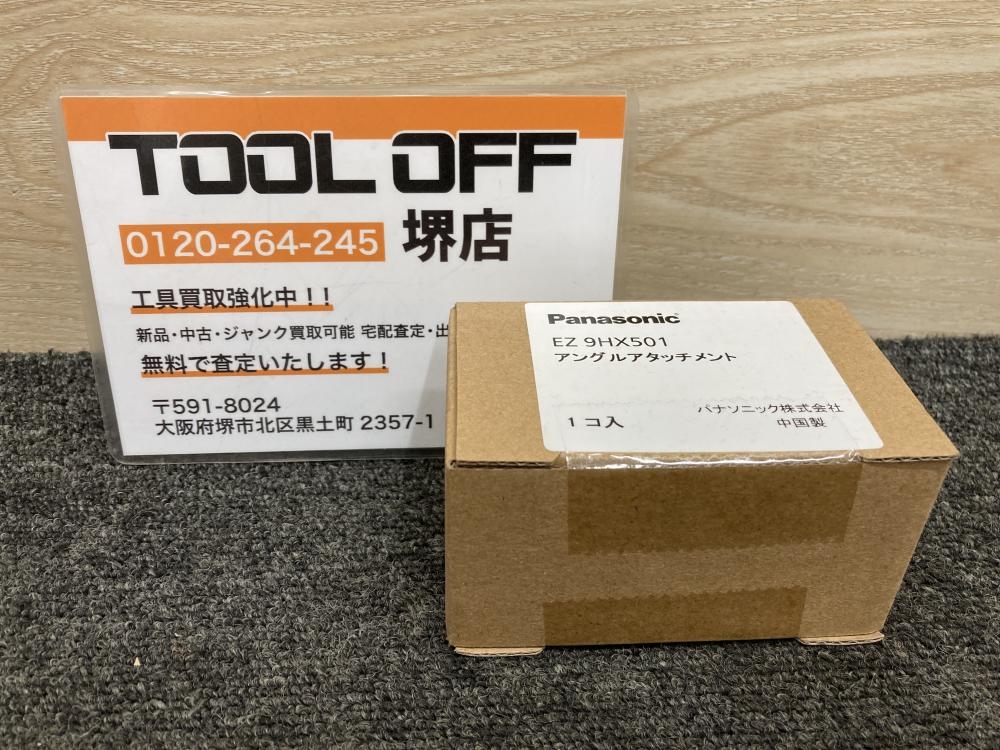 TOOL OFF
0120-264-245 堺店
工具買取強化中！！
新品・中古・ジャンク買取可能 宅配査定・出
無料で査定いたします！
〒591-8024
大阪府堺市北区黒土町 2357-1
Panasonic
EZ 9HX501
アングルアタッチメント
パナソニック株式会社
1コ入
中国製